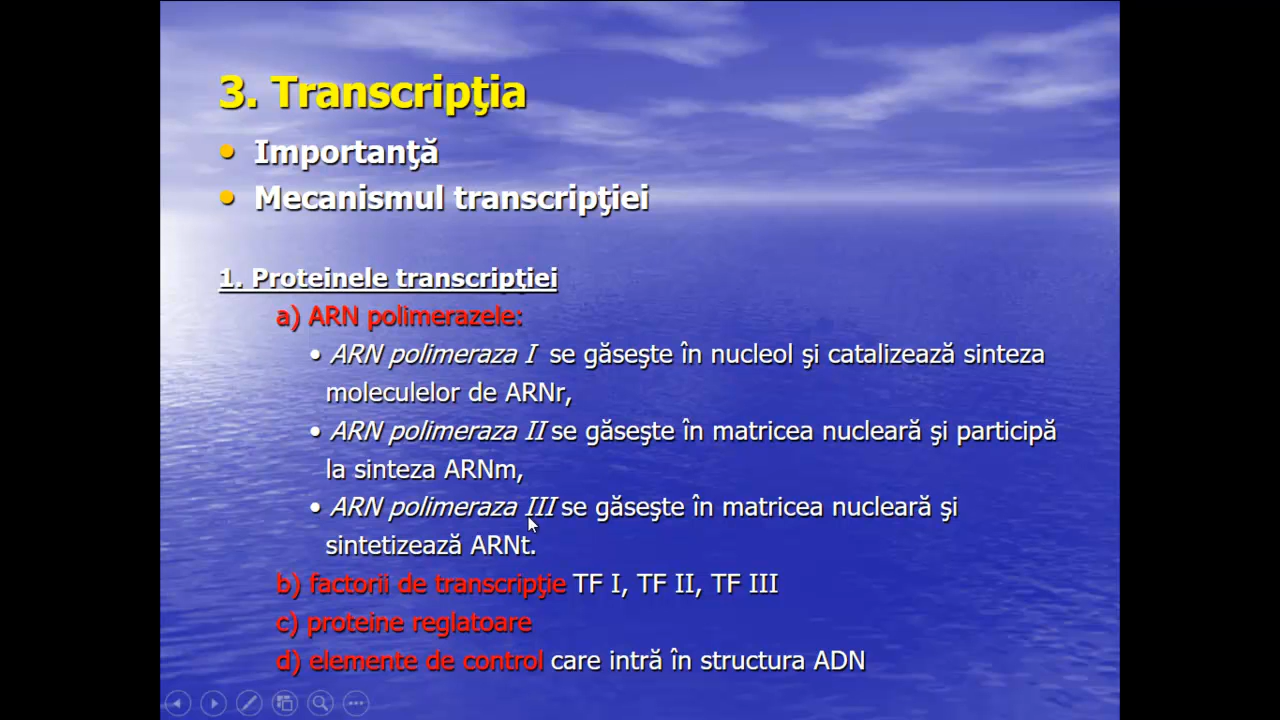 3. Transcripţia
• Importanţă
• Mecanismul transcripţiei
1. Proteinele transcripţiei
a) ARN polimerazele:
• ARN polimeraza I se găseşte în nucleol şi catalizează sinteza
moleculelor de ARNr,
• ARN polimeraza II se găseşte în matricea nucleară şi participă
la sinteza ARNm,
• ARN polimeraza III se găseşte în matricea nucleară şi
sintetizează ARNt.
b) factorii de transcripţie TF I, TF II, TF III
c) proteine reglatoare
d) elemente de control care intră în structura ADN